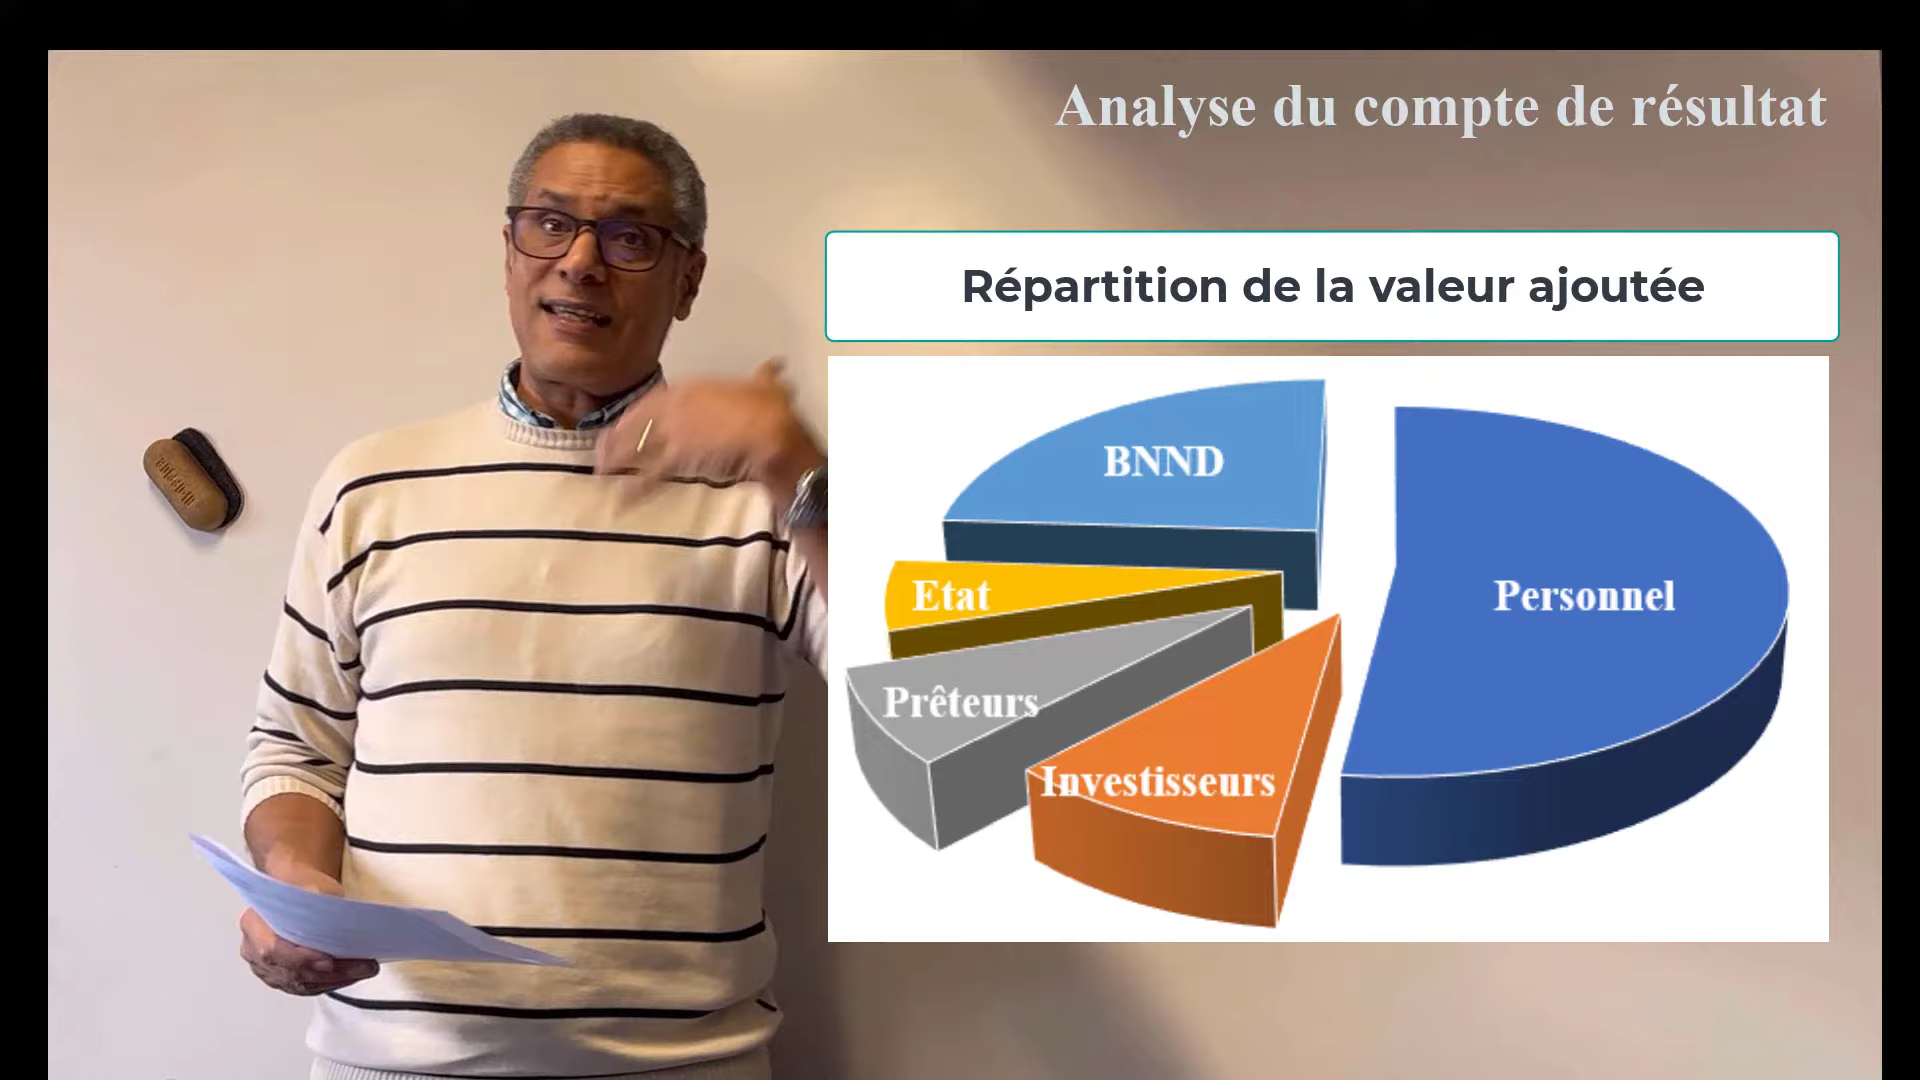 Analyse du compte de résultat
Répartition de la valeur ajoutée
BNND
Personnel
Etat
Prêteurs
Investisseurs